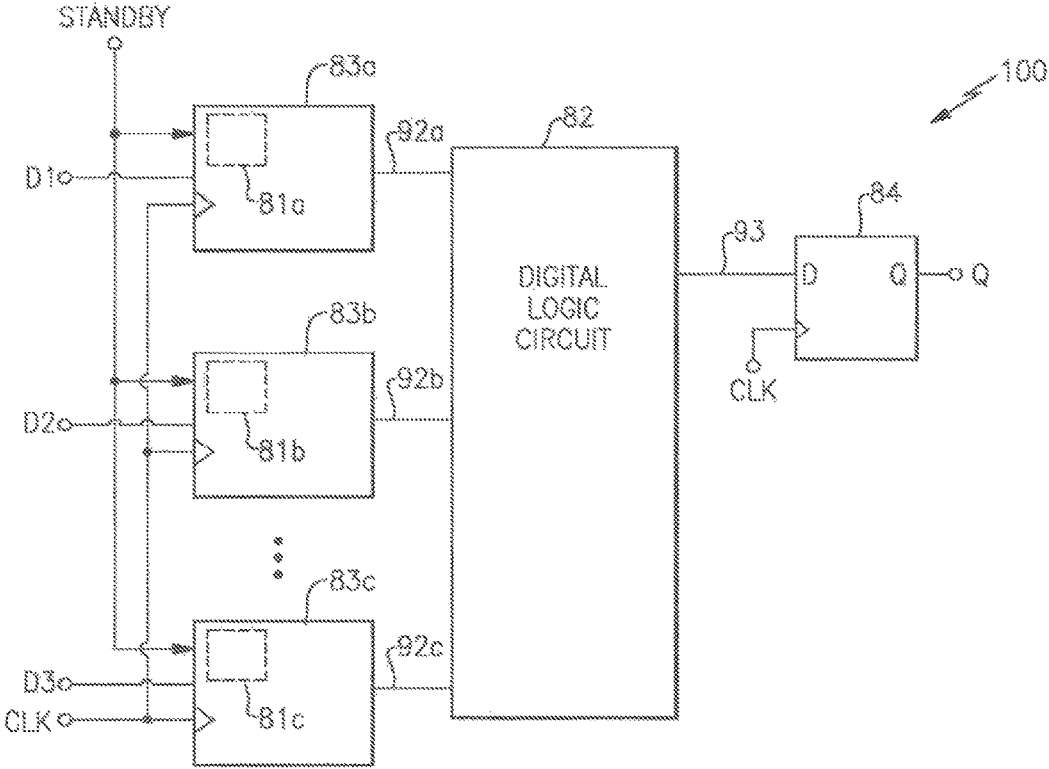 STANDBY
83a
100
92a
82
D1
81a
84
93
DIGITAL
LOGIC
CIRCUIT
D
Q
Q
83b
92b
CLK
D2
81b
83c
92c
D3
CLK
81c